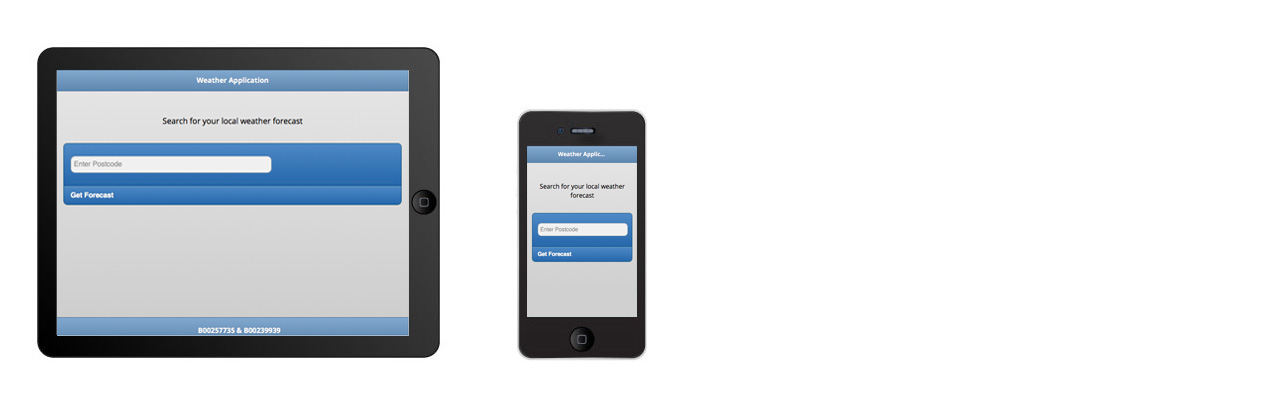 Weather Application
Search for your local weather forecast
Enter Postcode
Get Forecast
B00257735 & B00239939
Weather Applic...
Search for your local weather
forecast
Enter Postcode
Get Forecast